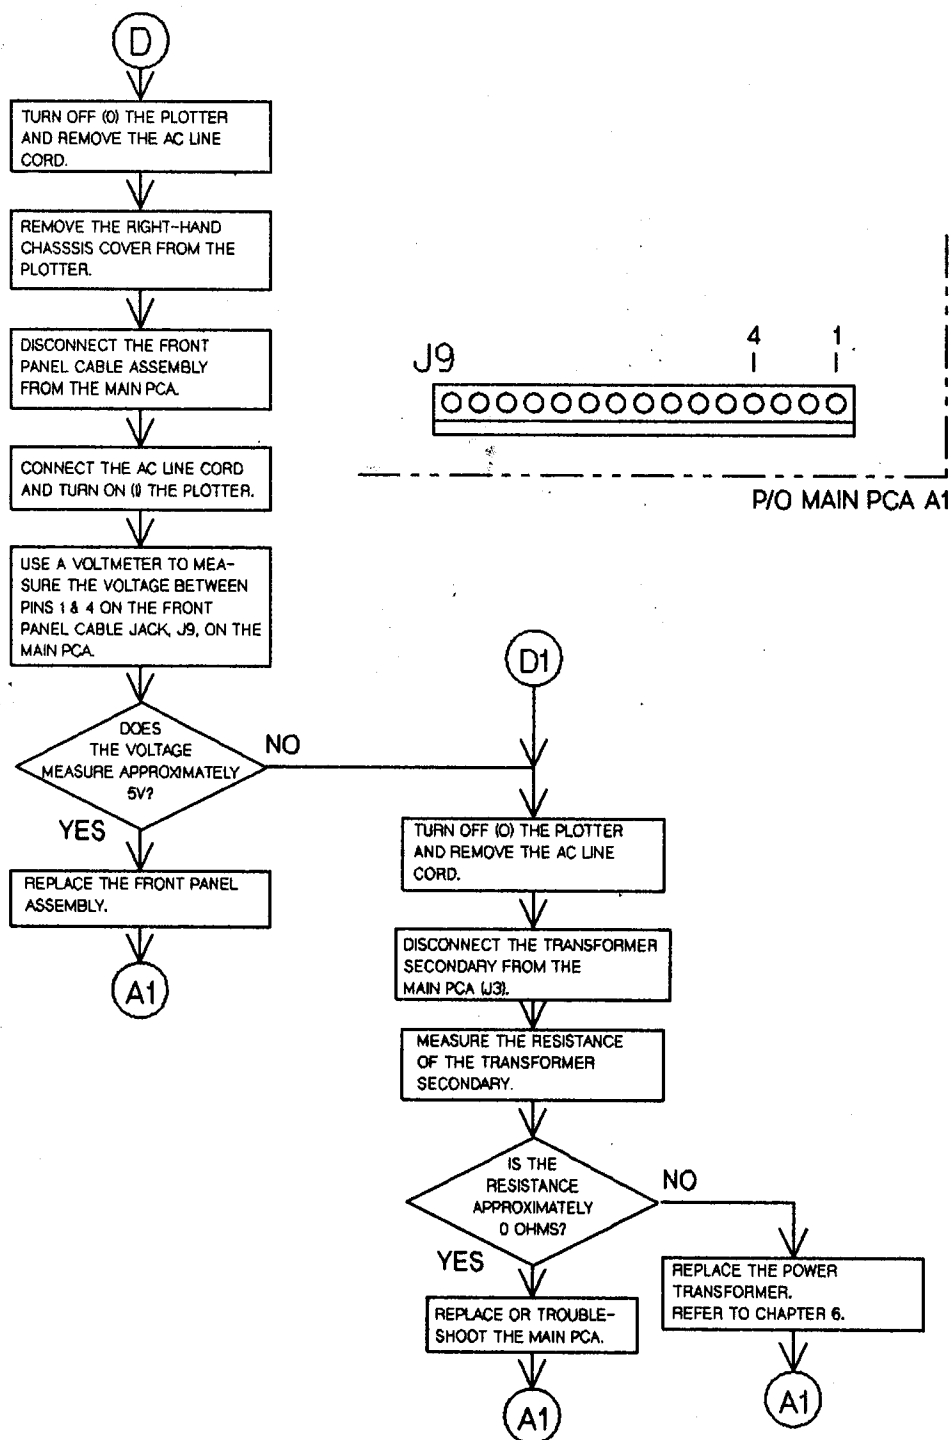 D
TURN OFF (0) THE PLOTTER
AND REMOVE THE AC LINE
CORD.
REMOVE THE RIGHT-HAND
CHASSSIS COVER FROM THE
PLOTTER.
DISCONNECT THE FRONT
PANEL CABLE ASSEMBLY
FROM THE MAIN PCA.
CONNECT THE AC LINE CORD
AND TURN ON (I) THE PLOTTER.
USE A VOLTMETER TO MEA-
SURE THE VOLTAGE BETWEEN
PINS 1 & 4 ON THE FRONT
PANEL CABLE JACK, J9, ON THE
MAIN PCA.
DOES
THE VOLTAGE
MEASURE APPROXIMATELY
5V?
NO
YES
REPLACE THE FRONT PANEL
ASSEMBLY.
A1
J9
4 1
P/O MAIN PCA A1
D1
TURN OFF (0) THE PLOTTER
AND REMOVE THE AC LINE
CORD.
DISCONNECT THE TRANSFORMER
SECONDARY FROM THE
MAIN PCA (J3).
MEASURE THE RESISTANCE
OF THE TRANSFORMER
SECONDARY.
IS THE
RESISTANCE
APPROXIMATELY
0 OHMS?
NO
YES
REPLACE OR TROUBLE-
SHOOT THE MAIN PCA.
A1
REPLACE THE POWER
TRANSFORMER.
REFER TO CHAPTER 6.
A1